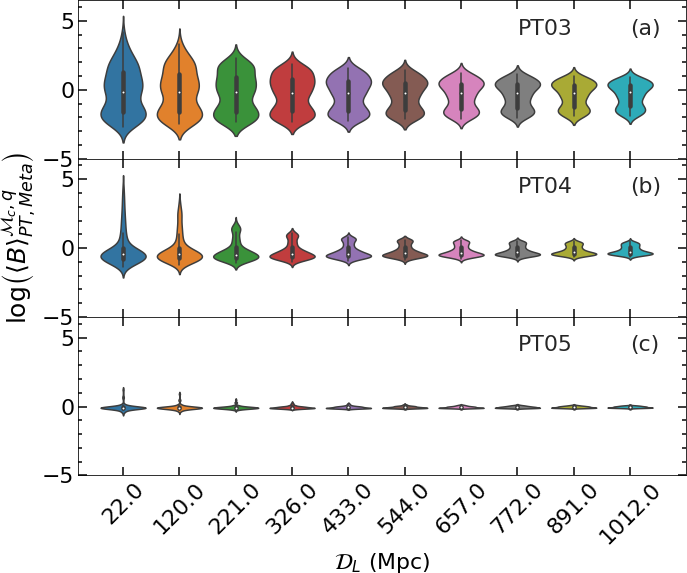 PT03 (a)
5
0
−5
PT04 (b)
5
0
−5
PT05 (c)
5
0
−5
log(⟨B⟩^{ℳ_c, q}_{PT, Meta})
22.0 120.0 221.0 326.0 433.0 544.0 657.0 772.0 891.0 1012.0
𝒟_L (Mpc)